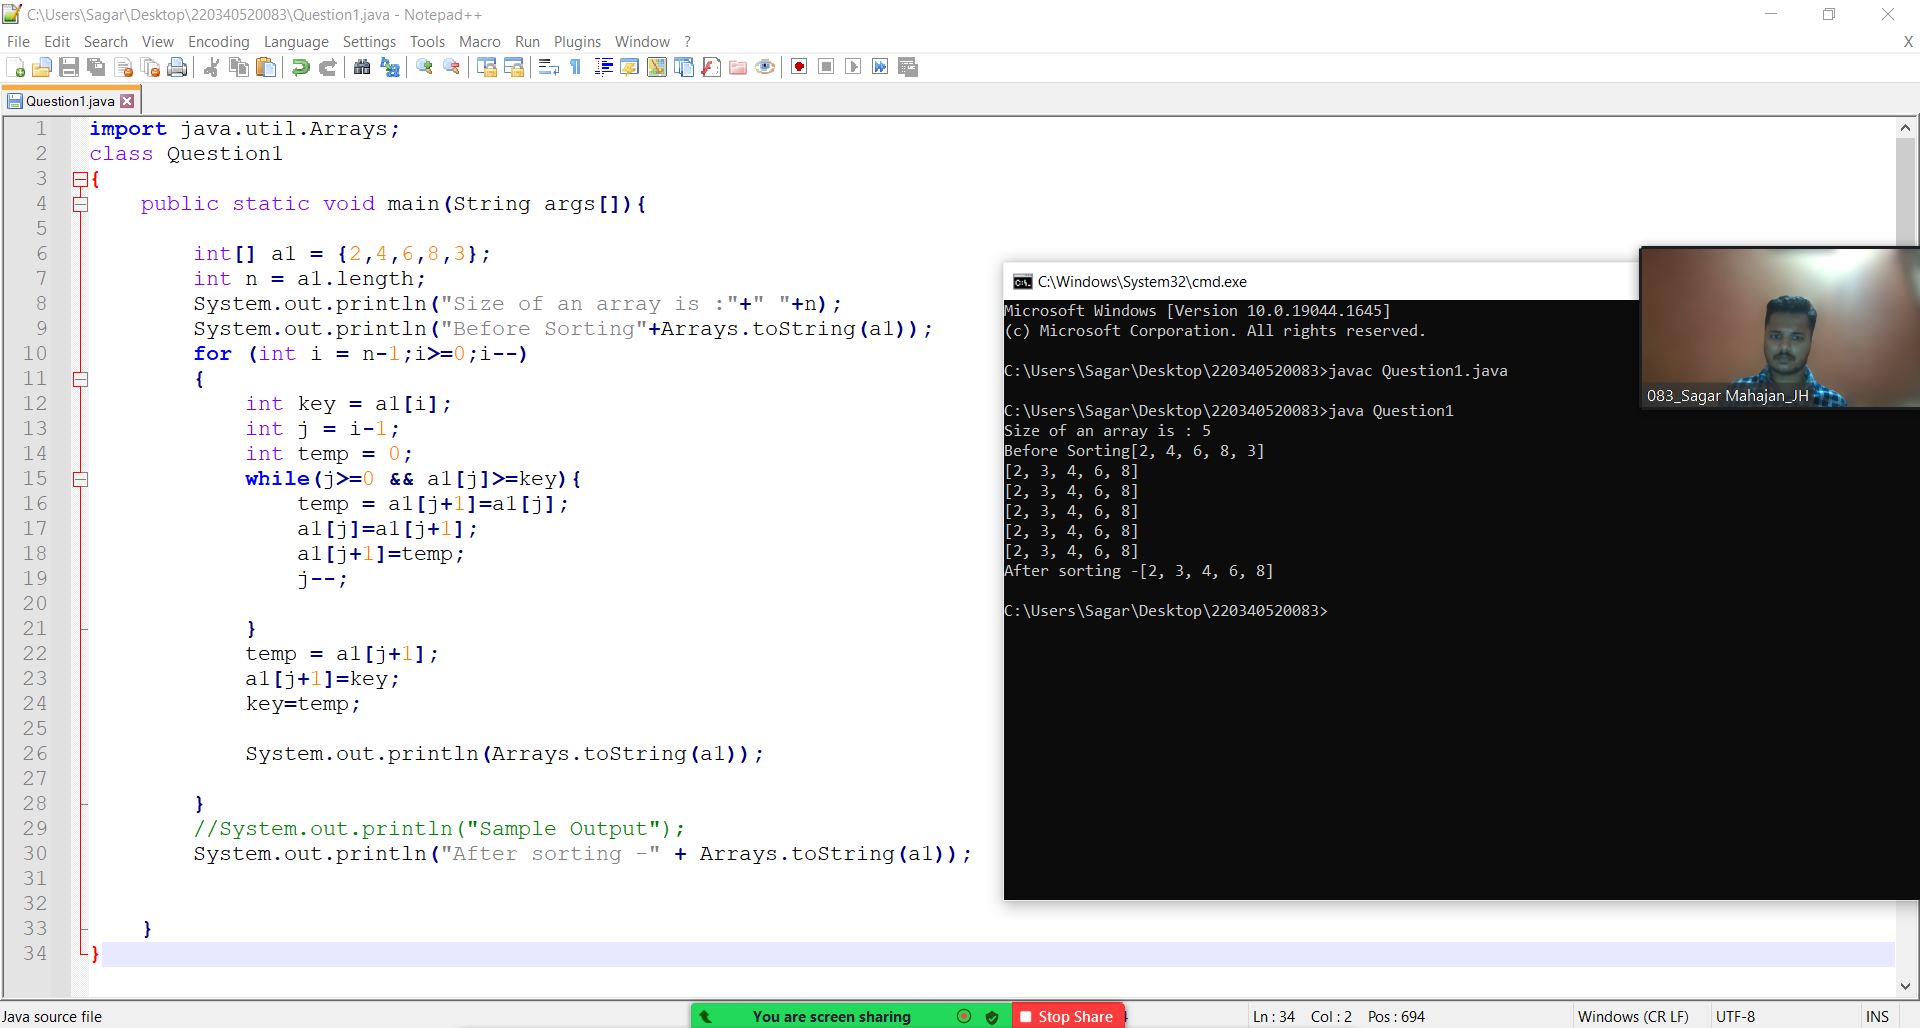 C:\Users\Sagar\Desktop\220340520083\Question1.java - Notepad++
File Edit Search View Encoding Language Settings Tools Macro Run Plugins Window ? X
Question1.java
1 import java.util.Arrays;
2 class Question1
3 {
4 public static void main(String args[]){
5
6 int[] a1 = {2,4,6,8,3};
7 int n = a1.length;
8 System.out.println("Size of an array is :"+" "+n);
9 System.out.println("Before Sorting"+Arrays.toString(a1));
10 for (int i = n-1;i>=0;i--)
11 {
12 int key = a1[i];
13 int j = i-1;
14 int temp = 0;
15 while(j>=0 && a1[j]>=key){
16 temp = a1[j+1]=a1[j];
17 a1[j]=a1[j+1];
18 a1[j+1]=temp;
19 j--;
20
21 }
22 temp = a1[j+1];
23 a1[j+1]=key;
24 key=temp;
25
26 System.out.println(Arrays.toString(a1));
27
28 }
29 //System.out.println("Sample Output");
30 System.out.println("After sorting -" + Arrays.toString(a1));
31
32
33 }
34 }
C:\Windows\System32\cmd.exe
Microsoft Windows [Version 10.0.19044.1645]
(c) Microsoft Corporation. All rights reserved.
C:\Users\Sagar\Desktop\220340520083>javac Question1.java
C:\Users\Sagar\Desktop\220340520083>java Question1
Size of an array is : 5
Before Sorting[2, 4, 6, 8, 3]
[2, 3, 4, 6, 8]
[2, 3, 4, 6, 8]
[2, 3, 4, 6, 8]
[2, 3, 4, 6, 8]
[2, 3, 4, 6, 8]
After sorting -[2, 3, 4, 6, 8]
C:\Users\Sagar\Desktop\220340520083>
083_Sagar Mahajan_JH
Java source file
You are screen sharing
Stop Share
Ln : 34 Col : 2 Pos : 694
Windows (CR LF)
UTF-8
INS